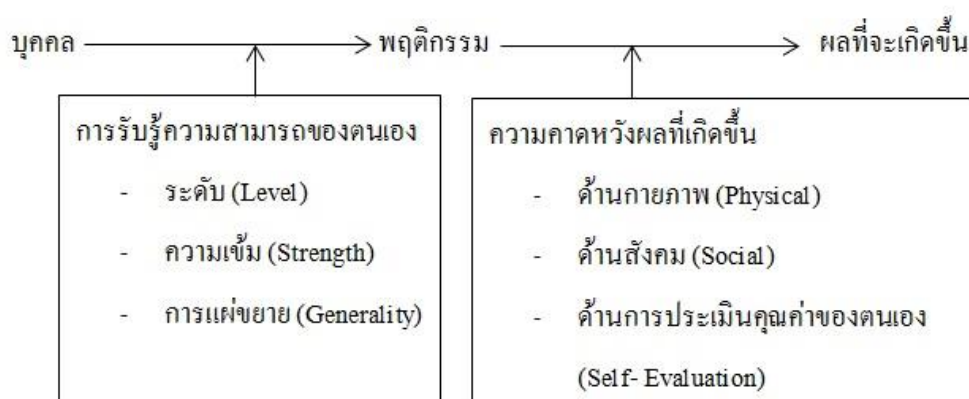 บุคคล พฤติกรรม ผลที่จะเกิดขึ้น
การรับรู้ความสามารถของตนเอง
- ระดับ (Level)
- ความเข้ม (Strength)
- การแผ่ขยาย (Generality)
ความคาดหวังผลที่เกิดขึ้น
- ด้านกายภาพ (Physical)
- ด้านสังคม (Social)
- ด้านการประเมินคุณค่าของตนเอง
(Self- Evaluation)